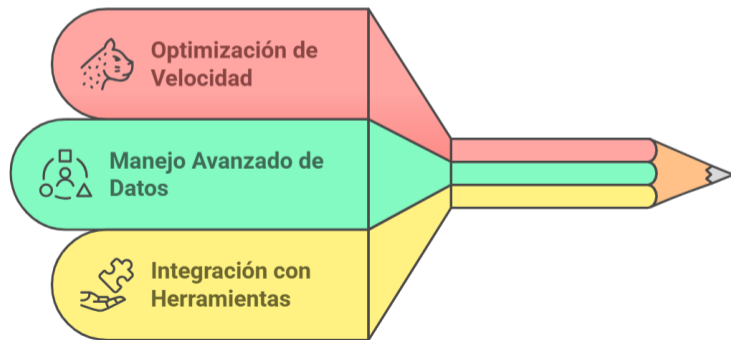 Optimización de
Velocidad
Manejo Avanzado de
Datos
Integración con
Herramientas